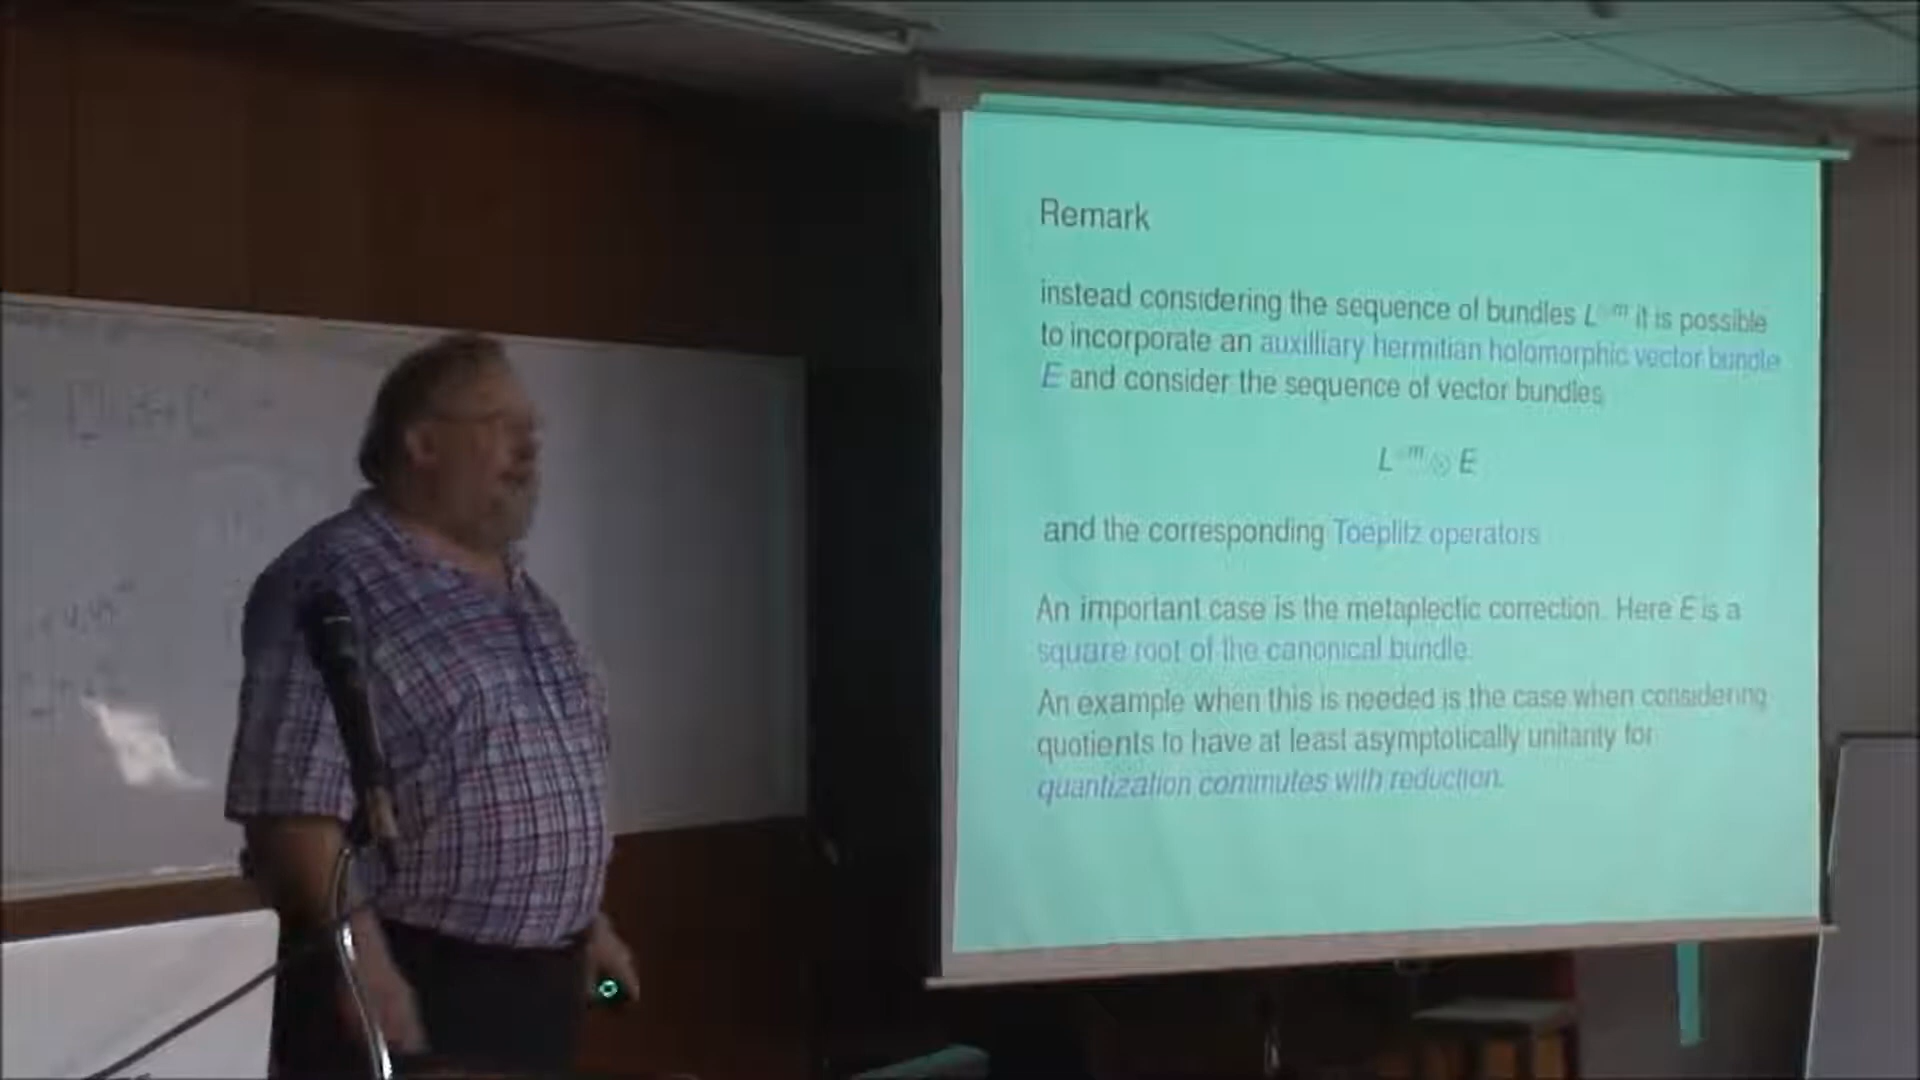 Remark
instead considering the sequence of bundles L^m it is possible
to incorporate an auxilliary hermitian holomorphic vector bundle
E and consider the sequence of vector bundles
L^m ⊗ E
and the corresponding Toeplitz operators
An important case is the metaplectic correction. Here E is a
square root of the canonical bundle.
An example when this is needed is the case when considering
quotients to have at least asymptotically unitarity for
quantization commutes with reduction.